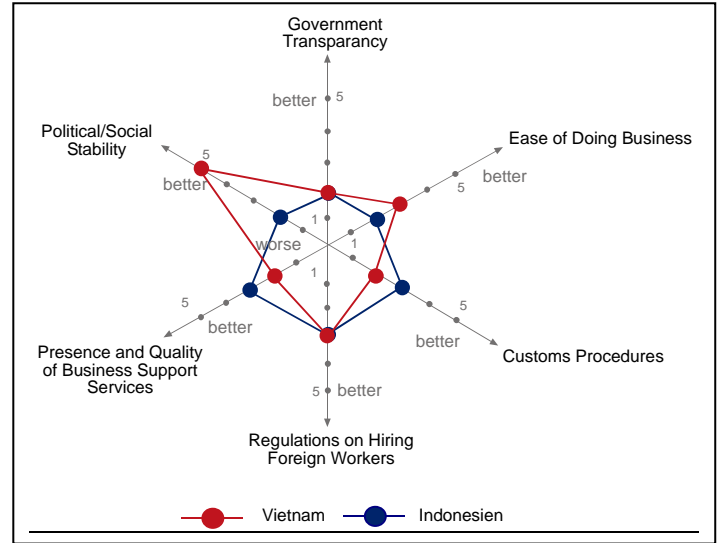 Government
Transparancy
better
5
Political/Social
Stability
5
better
Ease of Doing Business
5
better
1
worse
1
1
5
better
5
better
Presence and Quality
of Business Support
Services
Customs Procedures
5
better
Regulations on Hiring
Foreign Workers
Vietnam
Indonesien